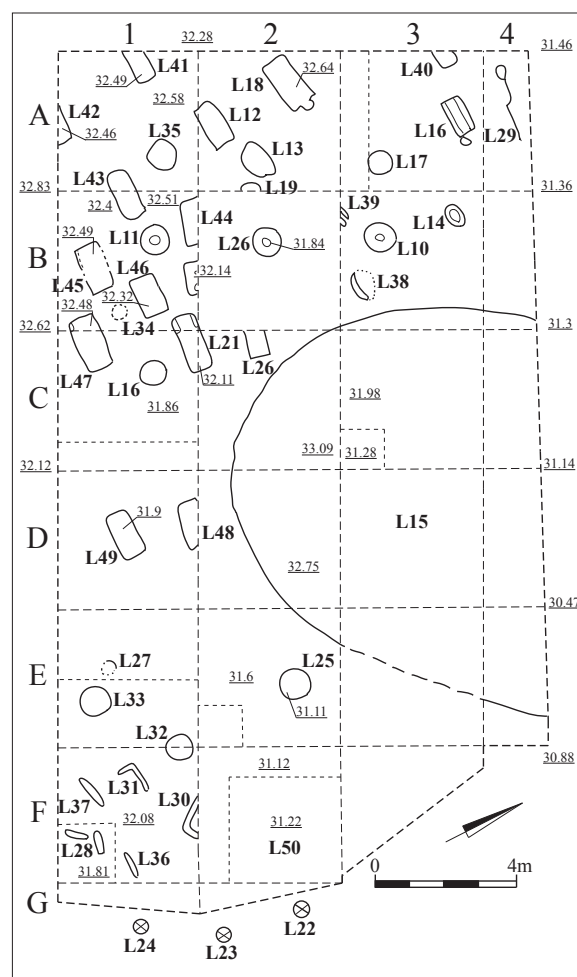 1 32.28 2 3 4 31.46
L41 L40
32.49 L18 32.64
A L42 32.58 L12 L16 L29
32.46 L35 L13 L17
32.83 L43 L19 31.36
32.4 32.51 L44 L39 L14
32.49 L11 L26 31.84 L10
B L46 32.14
L45 32.32 L38
32.48 L34
32.62 L21 L26 31.3
L47 L16 32.11
C 31.86 31.98
33.09 31.28
32.12 31.14
31.9 L48 L15
D L49
32.75
30.47
L27 L25
E 31.6
L33 31.11
L32
31.12 30.88
L37 L31 L30
F 32.08 31.22
L28 L36 L50
31.81 0 4m
G
L24 L23 L22